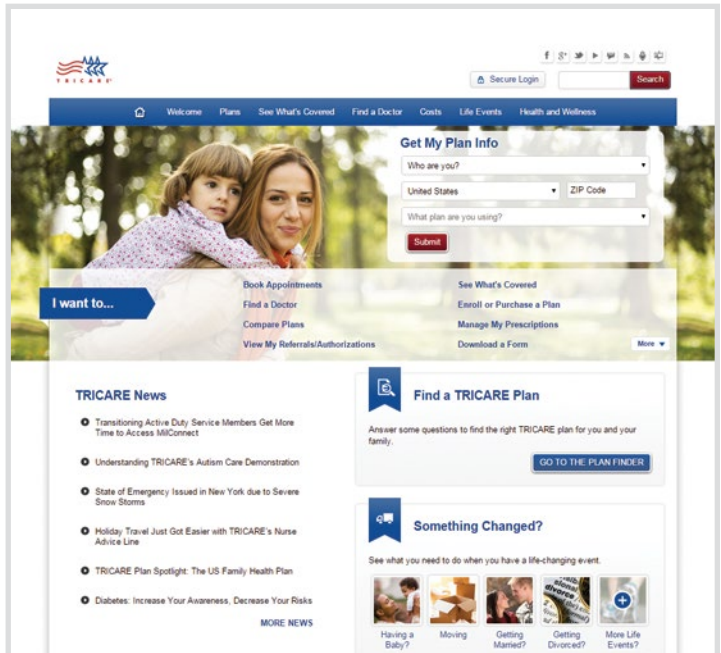 TRICARE
Secure Login
Search
Welcome Plans See What's Covered Find a Doctor Costs Life Events Health and Wellness
Get My Plan Info
Who are you?
United States
ZIP Code
What plan are you using?
Submit
I want to...
Book Appointments
Find a Doctor
Compare Plans
View My Referrals/Authorizations
See What's Covered
Enroll or Purchase a Plan
Manage My Prescriptions
Download a Form
More
TRICARE News
Transitioning Active Duty Service Members Get More
Time to Access MilConnect
Understanding TRICARE's Autism Care Demonstration
State of Emergency Issued in New York due to Severe
Snow Storms
Holiday Travel Just Got Easier with TRICARE's Nurse
Advice Line
TRICARE Plan Spotlight: The US Family Health Plan
Diabetes: Increase Your Awareness, Decrease Your Risks
MORE NEWS
Find a TRICARE Plan
Answer some questions to find the right TRICARE plan for you and your
family.
GO TO THE PLAN FINDER
Something Changed?
See what you need to do when you have a life-changing event.
divorce
Having a
Baby?
Moving
Getting
Married?
Getting
Divorced?
More Life
Events?